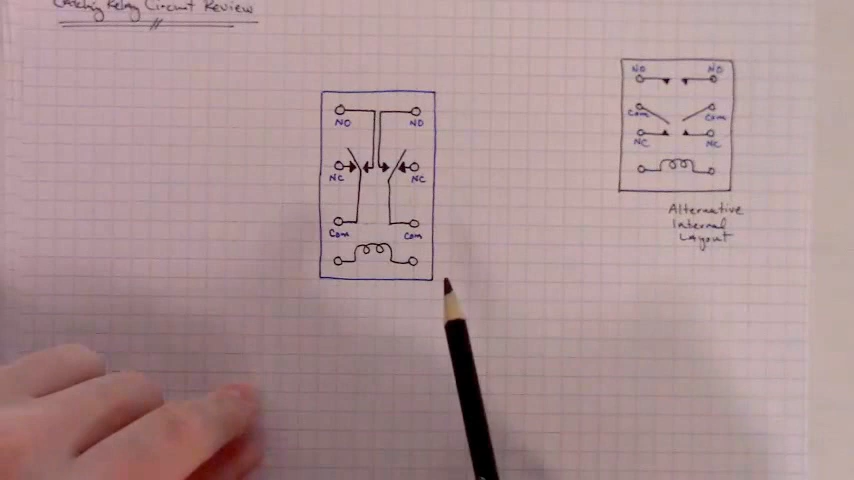 Latching Relay Circuit Review
NO NO
NC NC
Com Com
NO NO
Com Com
NC NC
Alternative
Internal
Layout